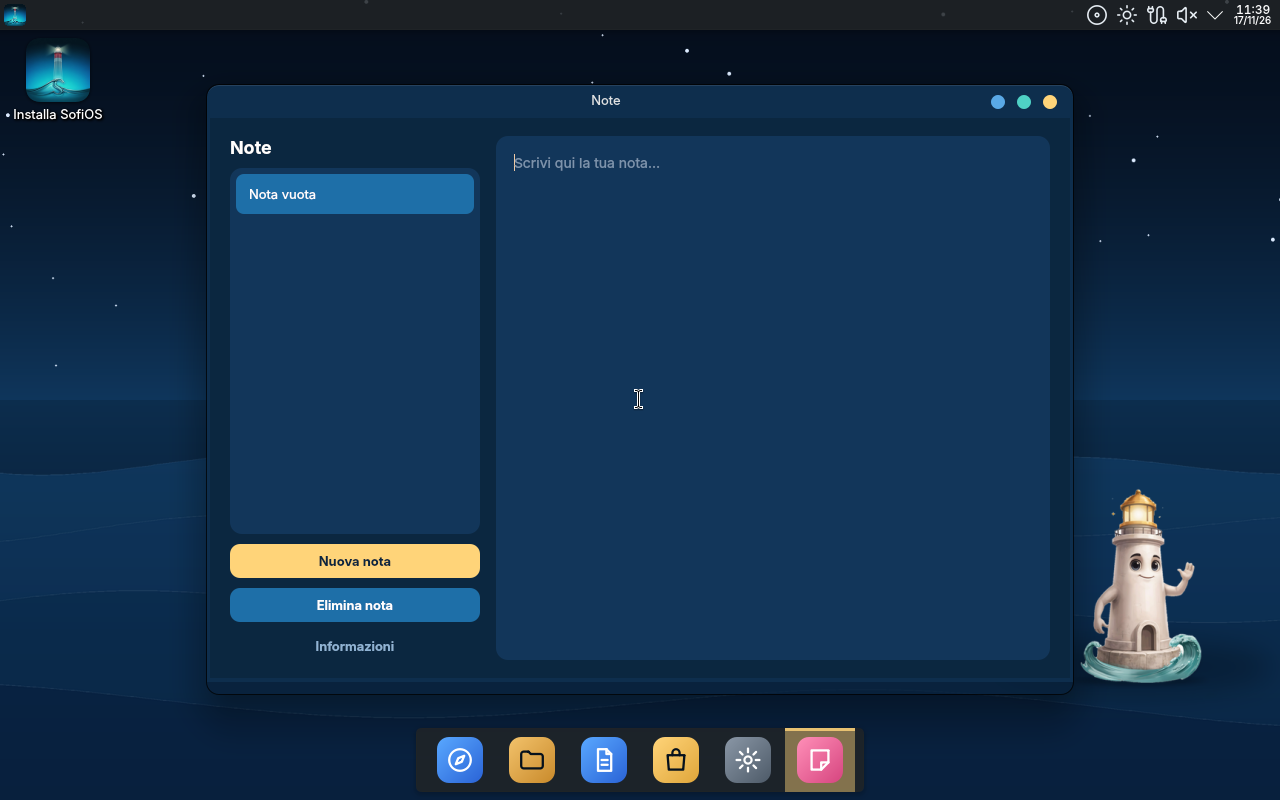 11:39
17/11/26
Installa SofiOS
Note
Note
Nota vuota
Scrivi qui la tua nota...
Nuova nota
Elimina nota
Informazioni